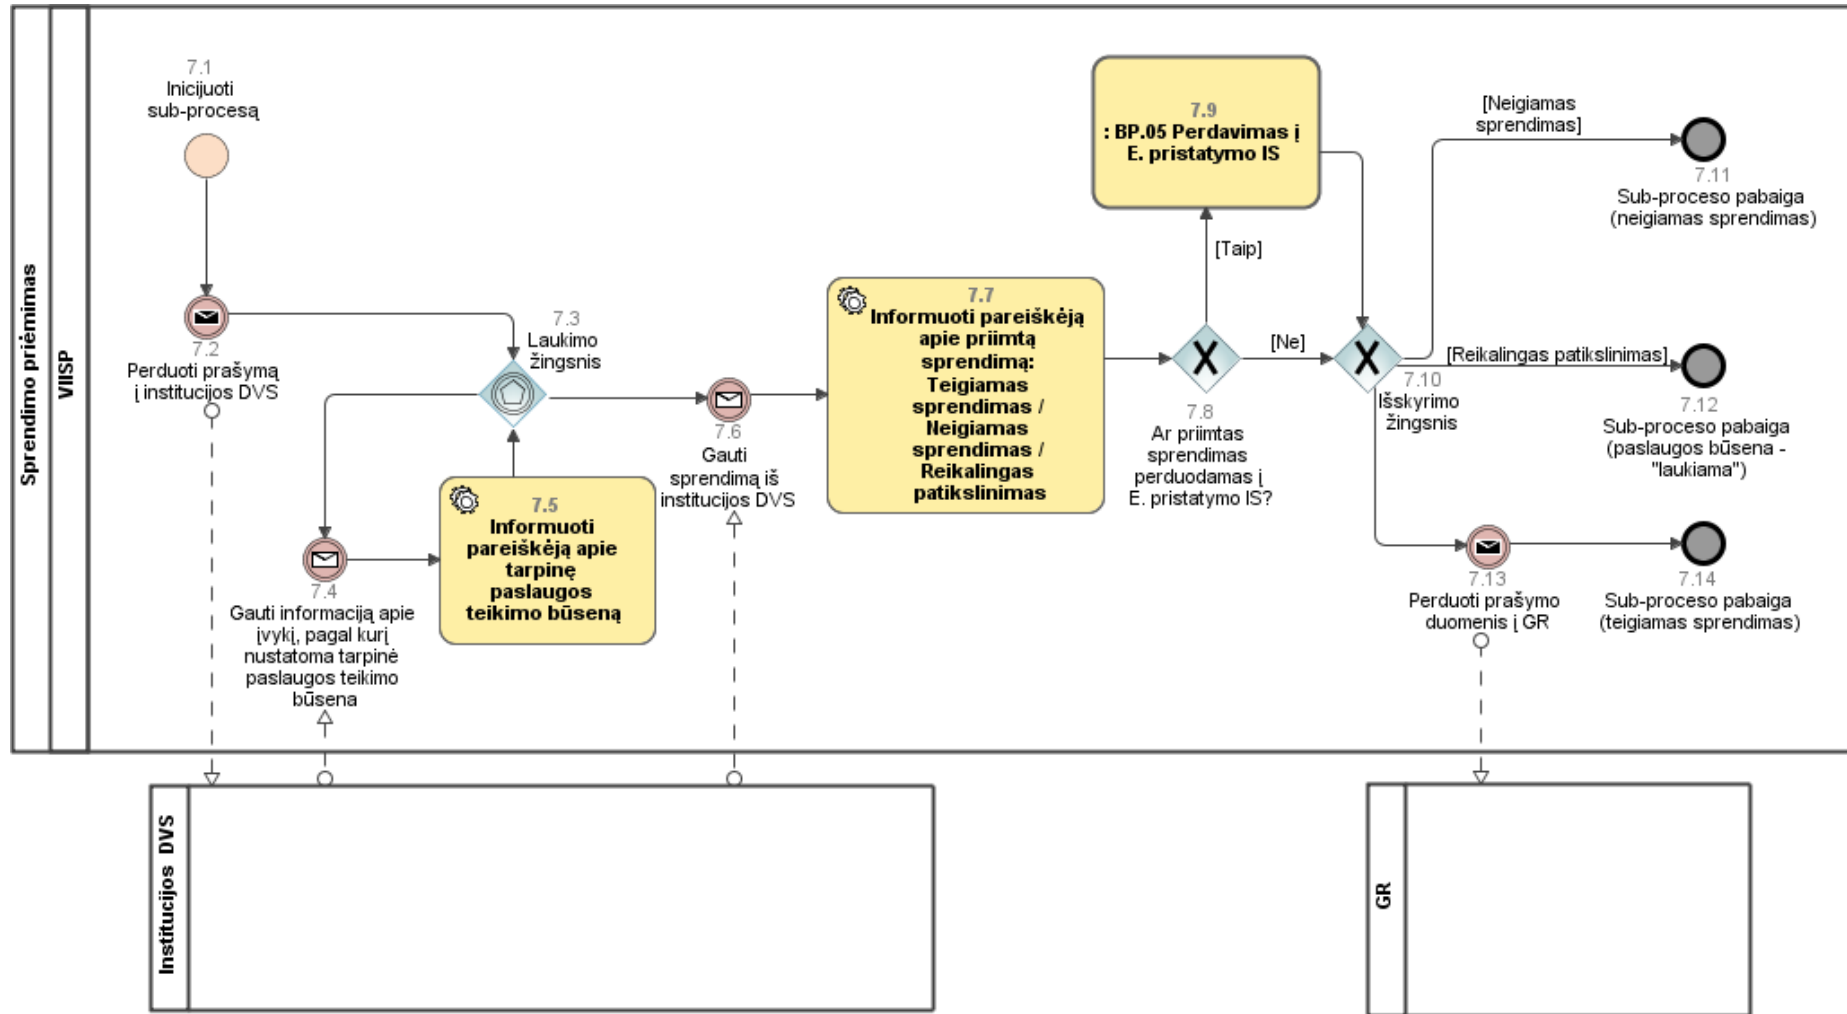 Sprendimo priėmimas
VIISP
7.1
Inicijuoti
sub-procesą
7.2
Perduoti prašymą
į institucijos DVS
7.3
Laukimo
žingsnis
7.4
Gauti informaciją apie
įvykį, pagal kurį
nustatoma tarpinė
paslaugos teikimo
būsena
7.5
Informuoti
pareiškėją apie
tarpinę
paslaugos
teikimo būseną
7.6
Gauti
sprendimą iš
institucijos DVS
7.7
Informuoti pareiškėją
apie priimtą
sprendimą:
Teigiamas
sprendimas /
Neigiamas
sprendimas /
Reikalingas
patikslinimas
7.8
Ar priimtas
sprendimas
perduodamas į
E. pristatymo IS?
[Taip]
[Ne]
7.9
: BP.05 Perdavimas į
E. pristatymo IS
7.10
Išskyrimo
žingsnis
[Neigiamas
sprendimas]
7.11
Sub-proceso pabaiga
(neigiamas sprendimas)
[Reikalingas patikslinimas]
7.12
Sub-proceso pabaiga
(paslaugos būsena -
"laukiama")
7.13
Perduoti prašymo
duomenis į GR
7.14
Sub-proceso pabaiga
(teigiamas sprendimas)
Institucijos DVS
GR